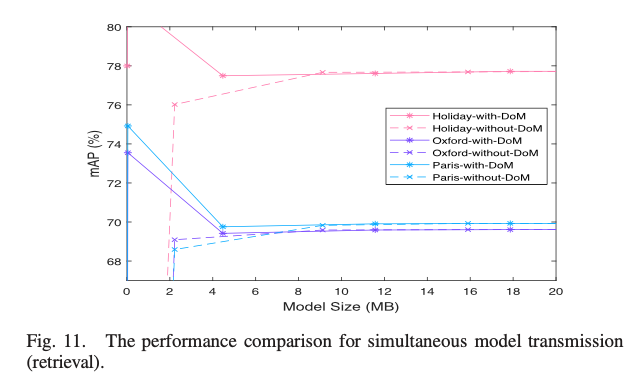 80
78
76
74
72
70
68
mAP (%)
0 2 4 6 8 10 12 14 16 18 20
Model Size (MB)
Holiday-with-DoM
Holiday-without-DoM
Oxford-with-DoM
Oxford-without-DoM
Paris-with-DoM
Paris-without-DoM
Fig. 11. The performance comparison for simultaneous model transmission
(retrieval).